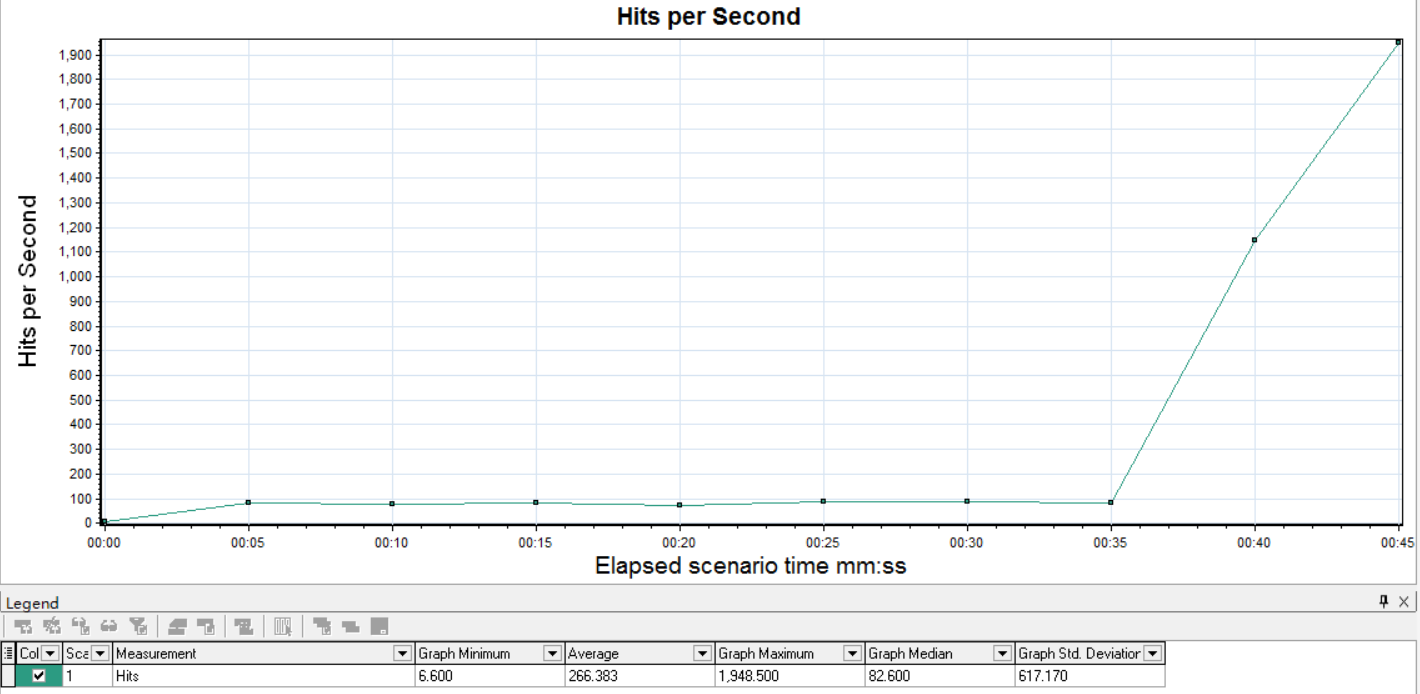 Hits per Second
1,900
1,800
1,700
1,600
1,500
1,400
1,300
1,200
1,100
1,000
900
800
700
600
500
400
300
200
100
0
Hits per Second
00:00 00:05 00:10 00:15 00:20 00:25 00:30 00:35 00:40 00:45
Elapsed scenario time mm:ss
Legend
Col Sca Measurement Graph Minimum Average Graph Maximum Graph Median Graph Std. Deviation
1 Hits 6.600 266.383 1,948.500 82.600 617.170